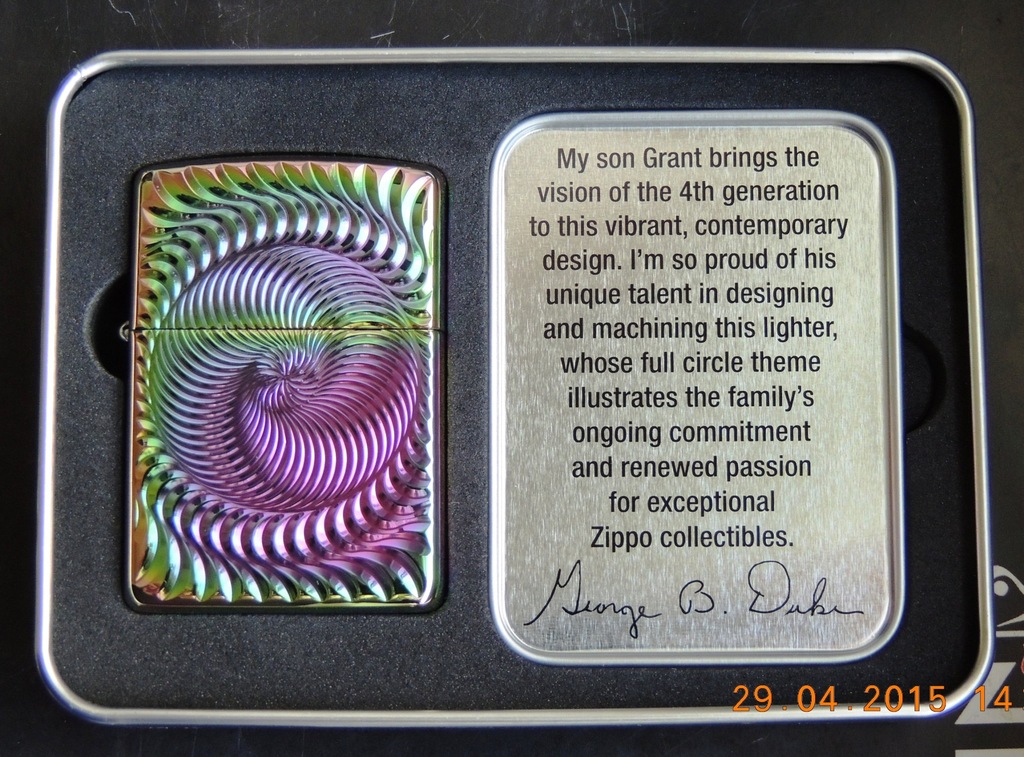 My son Grant brings the
vision of the 4th generation
to this vibrant, contemporary
design. I'm so proud of his
unique talent in designing
and machining this lighter,
whose full circle theme
illustrates the family's
ongoing commitment
and renewed passion
for exceptional
Zippo collectibles.
George B. Duke
29.04.2015 14